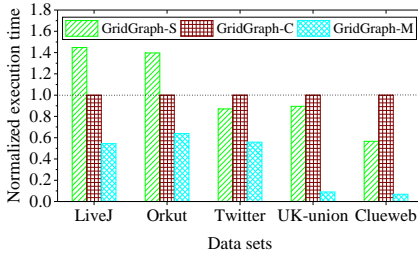 Normalized execution time
1.8
1.6
1.4
1.2
1.0
0.8
0.6
0.4
0.2
0.0
GridGraph-S GridGraph-C GridGraph-M
LiveJ Orkut Twitter UK-union Clueweb
Data sets